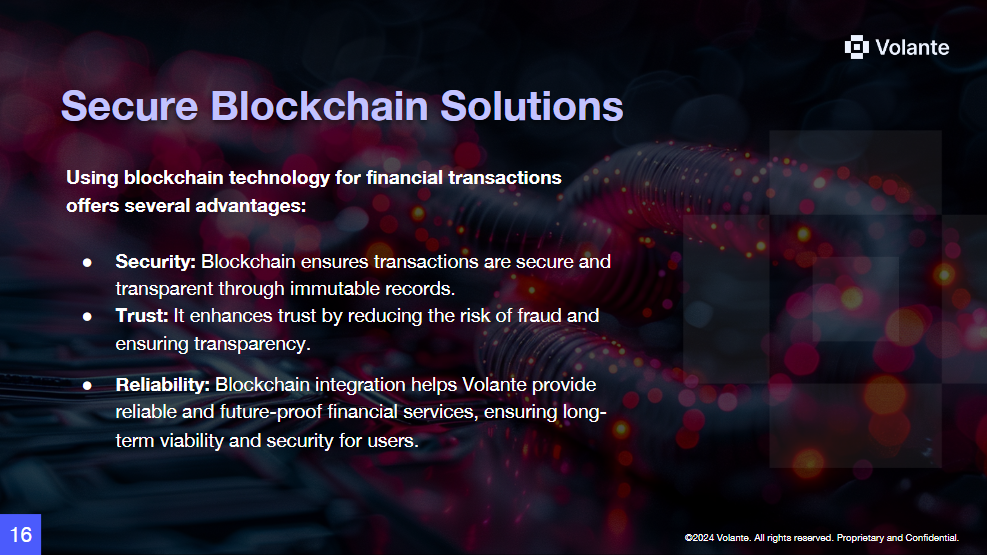 Volante
Secure Blockchain Solutions
Using blockchain technology for financial transactions
offers several advantages:
● Security: Blockchain ensures transactions are secure and
transparent through immutable records.
● Trust: It enhances trust by reducing the risk of fraud and
ensuring transparency.
● Reliability: Blockchain integration helps Volante provide
reliable and future-proof financial services, ensuring long-
term viability and security for users.
16
©2024 Volante. All rights reserved. Proprietary and Confidential.